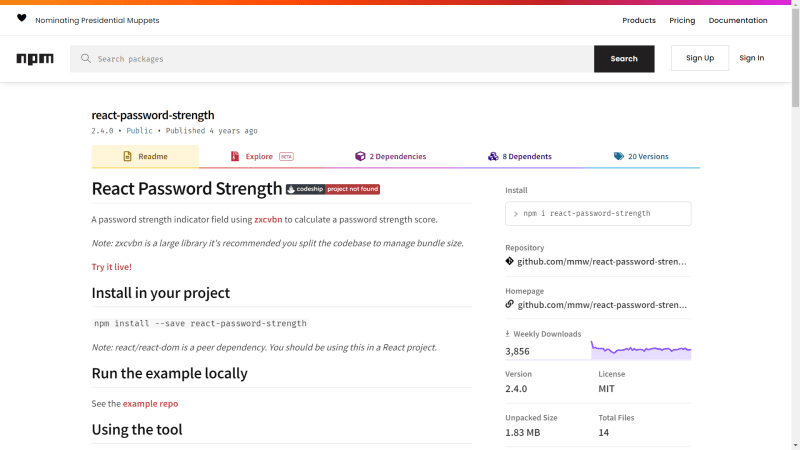 Nominating Presidential Muppets
Products
Pricing
Documentation
npm
Search packages
Search
Sign Up
Sign In
react-password-strength
2.4.0 • Public • Published 4 years ago
Readme
Explore BETA
2 Dependencies
8 Dependents
20 Versions
React Password Strength codeship project not found
A password strength indicator field using zxcvbn to calculate a password strength score.
Note: zxcvbn is a large library it's recommended you split the codebase to manage bundle size.
Try it live!
Install in your project
npm install --save react-password-strength
Note: react/react-dom is a peer dependency. You should be using this in a React project.
Run the example locally
See the example repo
Using the tool
Install
> npm i react-password-strength
Repository
github.com/mmw/react-password-stren...
Homepage
github.com/mmw/react-password-stren...
Weekly Downloads
3,856
Version
License
2.4.0
MIT
Unpacked Size
Total Files
1.83 MB
14